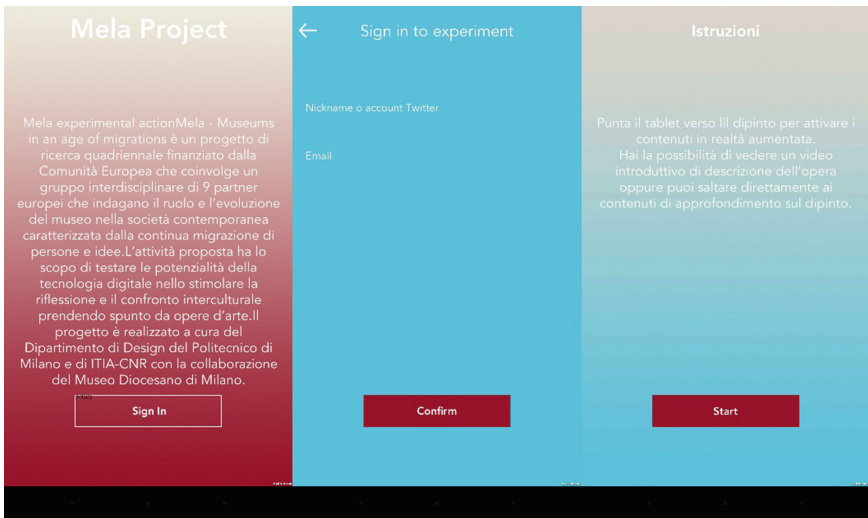 Mela Project
Mela experimental actionMela - Museums
in an age of migrations è un progetto di
ricerca quadriennale finanziato dalla
Comunità Europea che coinvolge un
gruppo interdisciplinare di 9 partner
europei che indagano il ruolo e l'evoluzione
del museo nella società contemporanea
caratterizzata dalla continua migrazione di
persone e idee.L'attività proposta ha lo
scopo di testare le potenzialità della
tecnologia digitale nello stimolare la
riflessione e il confronto interculturale
prendendo spunto da opere d'arte.Il
progetto è realizzato a cura del
Dipartimento di Design del Politecnico di
Milano e di ITIA-CNR con la collaborazione
del Museo Diocesano di Milano.
Sign In
Sign in to experiment
Nickname o account Twitter
Email
Confirm
Istruzioni
Punta il tablet verso lil dipinto per attivare i
contenuti in realtà aumentata.
Hai la possibilità di vedere un video
introduttivo di descrizione dell'opera
oppure puoi saltare direttamente ai
contenuti di approfondimento sul dipinto.
Start